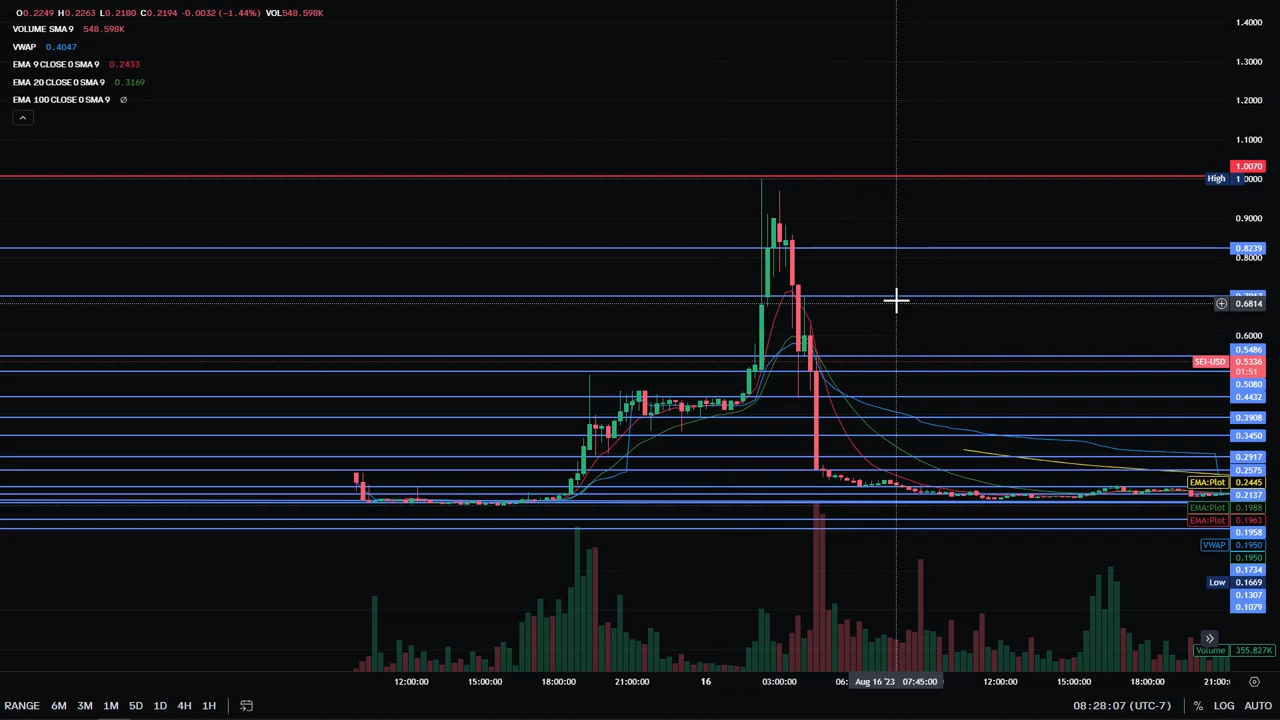 O0.2249 H0.2263 L0.2180 C0.2194 -0.0032 (-1.44%) VOL548.598K
VOLUME SMA 9 548.598K
VWAP 0.4047
EMA 9 CLOSE 0 SMA 9 0.2433
EMA 20 CLOSE 0 SMA 9 0.3169
EMA 100 CLOSE 0 SMA 9 Ø
1.4000
1.3000
1.2000
1.1000
1.0070
High 1.0000
0.9000
0.8239
0.8000
0.6814
0.6000
0.5486
SEI-USD 0.5336
01:51
0.5080
0.4432
0.3908
0.3450
0.2917
0.2575
EMA:Plot 0.2445
0.2137
EMA:Plot 0.1988
EMA:Plot 0.1963
0.1958
VWAP 0.1950
0.1950
0.1734
Low 0.1669
0.1307
0.1079
Volume 355.827K
12:00:00 15:00:00 18:00:00 21:00:00 16 03:00:00 Aug 16 '23 07:45:00 12:00:00 15:00:00 18:00:00 21:00:
RANGE 6M 3M 1M 5D 1D 4H 1H 08:28:07 (UTC-7) % LOG AUTO